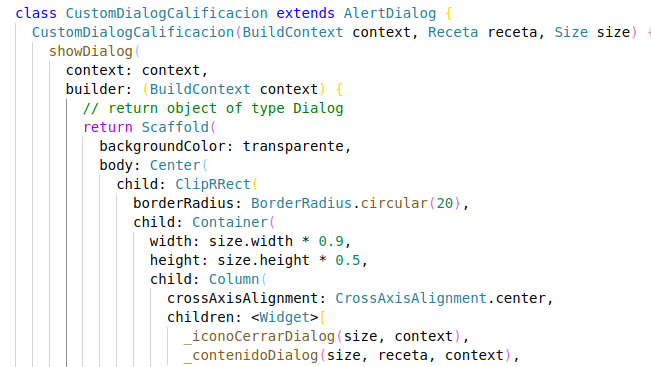 class CustomDialogCalificacion extends AlertDialog {
CustomDialogCalificacion(BuildContext context, Receta receta, Size size) {
showDialog(
context: context,
builder: (BuildContext context) {
// return object of type Dialog
return Scaffold(
backgroundColor: transparente,
body: Center(
child: ClipRRect(
borderRadius: BorderRadius.circular(20),
child: Container(
width: size.width * 0.9,
height: size.height * 0.5,
child: Column(
crossAxisAlignment: CrossAxisAlignment.center,
children: <Widget>[
_iconoCerrarDialog(size, context),
_contenidoDialog(size, receta, context),